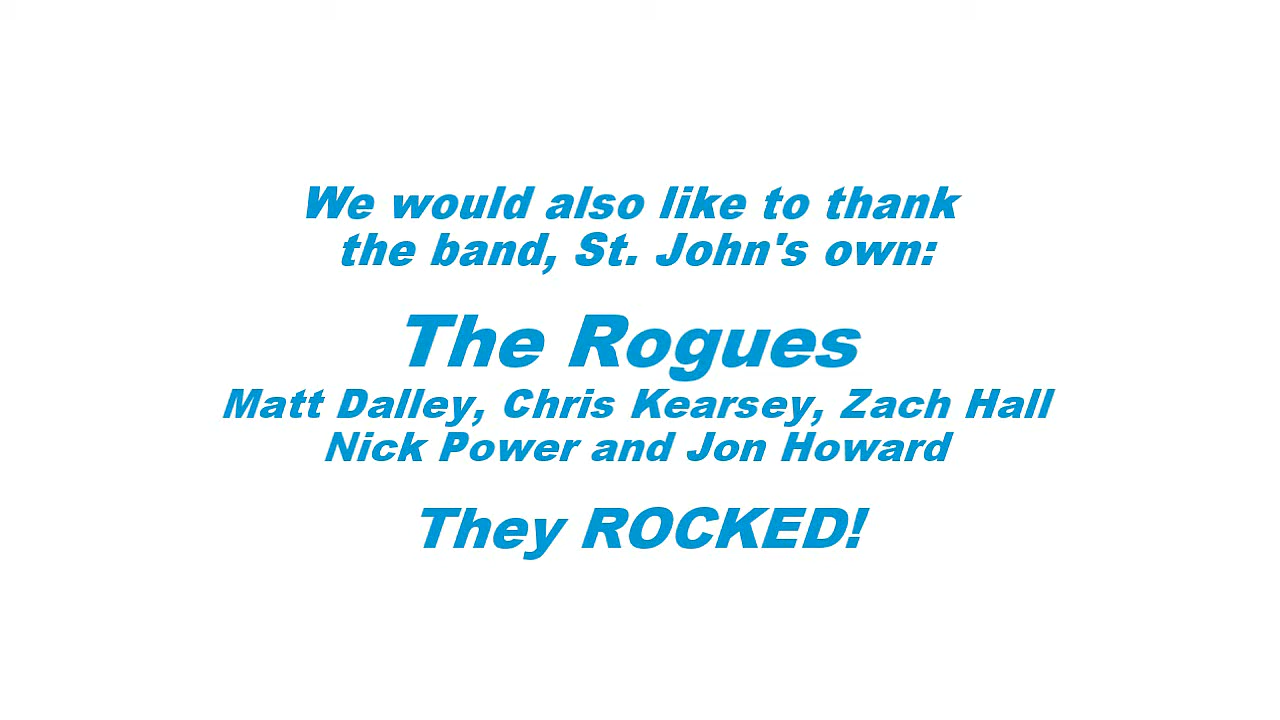 We would also like to thank
the band, St. John's own:
The Rogues
Matt Dalley, Chris Kearsey, Zach Hall
Nick Power and Jon Howard
They ROCKED!